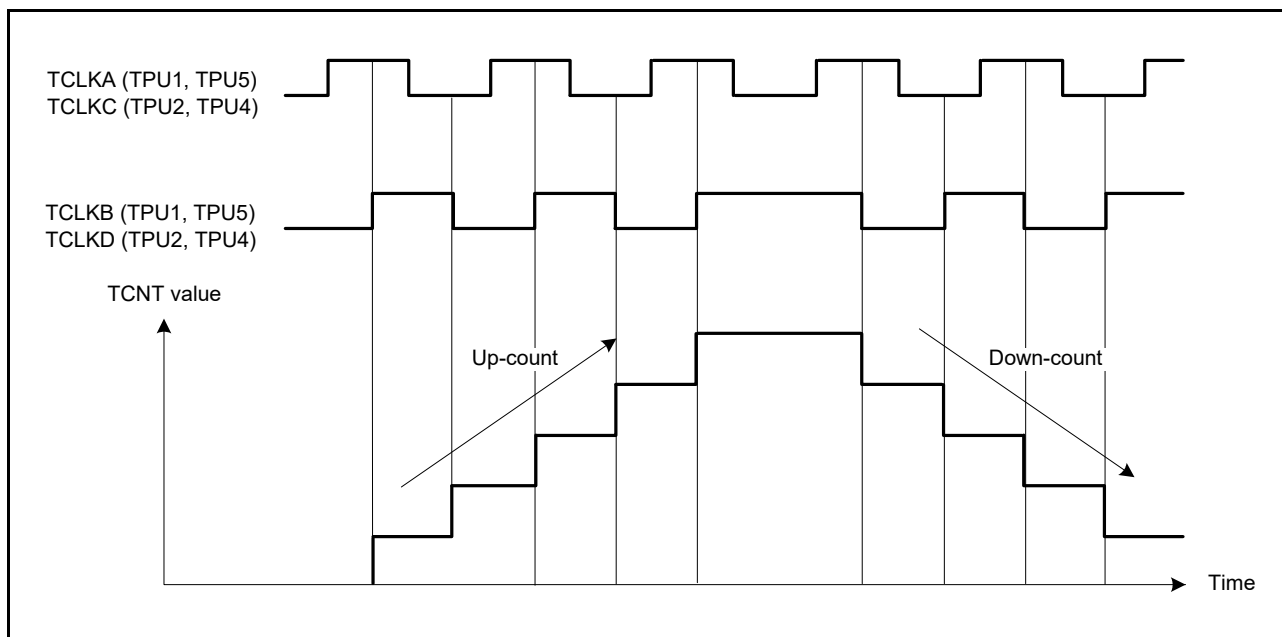 TCLKA (TPU1, TPU5)
TCLKC (TPU2, TPU4)
TCLKB (TPU1, TPU5)
TCLKD (TPU2, TPU4)
TCNT value
Up-count
Down-count
Time